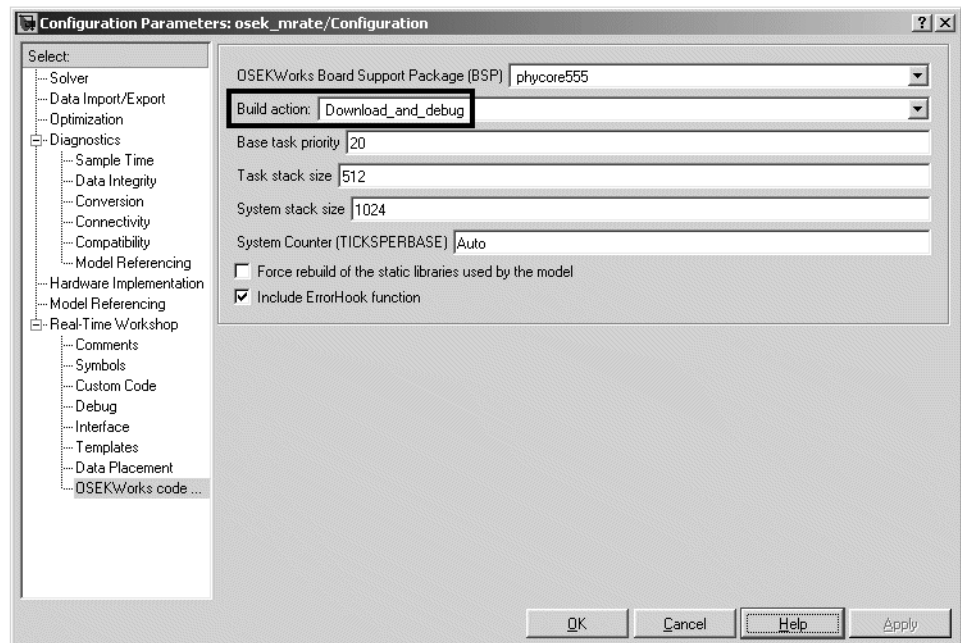 Configuration Parameters: osek_mrate/Configuration
Select:
Solver
Data Import/Export
Optimization
Diagnostics
Sample Time
Data Integrity
Conversion
Connectivity
Compatibility
Model Referencing
Hardware Implementation
Model Referencing
Real-Time Workshop
Comments
Symbols
Custom Code
Debug
Interface
Templates
Data Placement
OSEKWorks code ...
OSEKWorks Board Support Package (BSP) phycore555
Build action: Download_and_debug
Base task priority 20
Task stack size 512
System stack size 1024
System Counter (TICKSPERBASE) Auto
Force rebuild of the static libraries used by the model
Include ErrorHook function
OK Cancel Help Apply